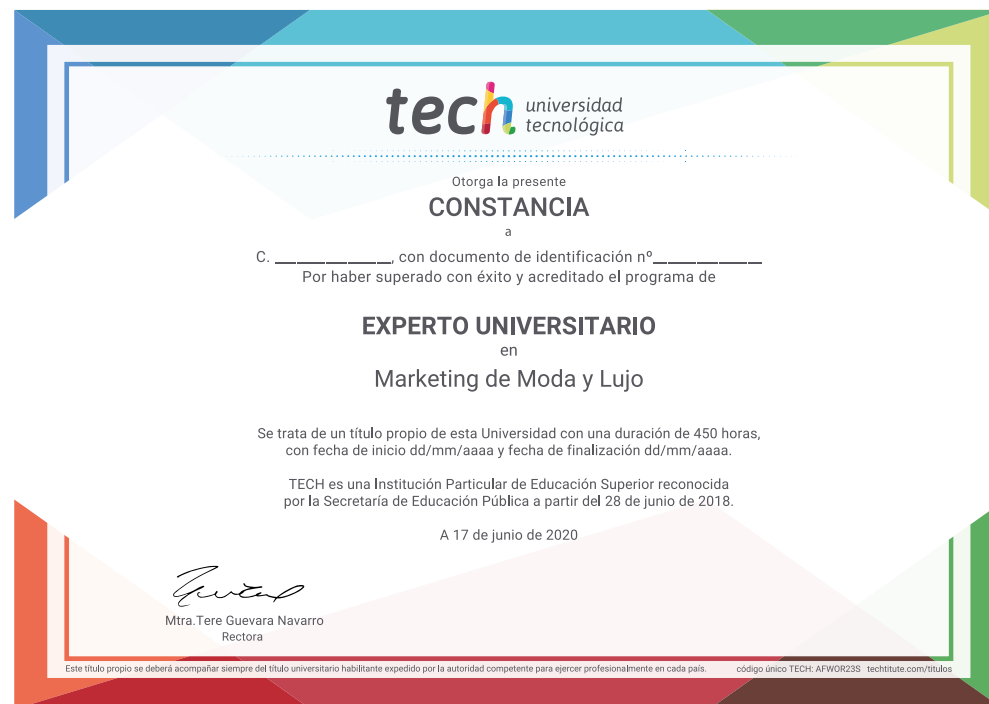 tech universidad
tecnológica
Otorga la presente
CONSTANCIA
a
C. ______________, con documento de identificación nº_____________
Por haber superado con éxito y acreditado el programa de
EXPERTO UNIVERSITARIO
en
Marketing de Moda y Lujo
Se trata de un título propio de esta Universidad con una duración de 450 horas,
con fecha de inicio dd/mm/aaaa y fecha de finalización dd/mm/aaaa.
TECH es una Institución Particular de Educación Superior reconocida
por la Secretaría de Educación Pública a partir del 28 de junio de 2018.
A 17 de junio de 2020
Mtra.Tere Guevara Navarro
Rectora
Este título propio se deberá acompañar siempre del título universitario habilitante expedido por la autoridad competente para ejercer profesionalmente en cada país. código único TECH: AFWOR23S techtitute.com/titulos